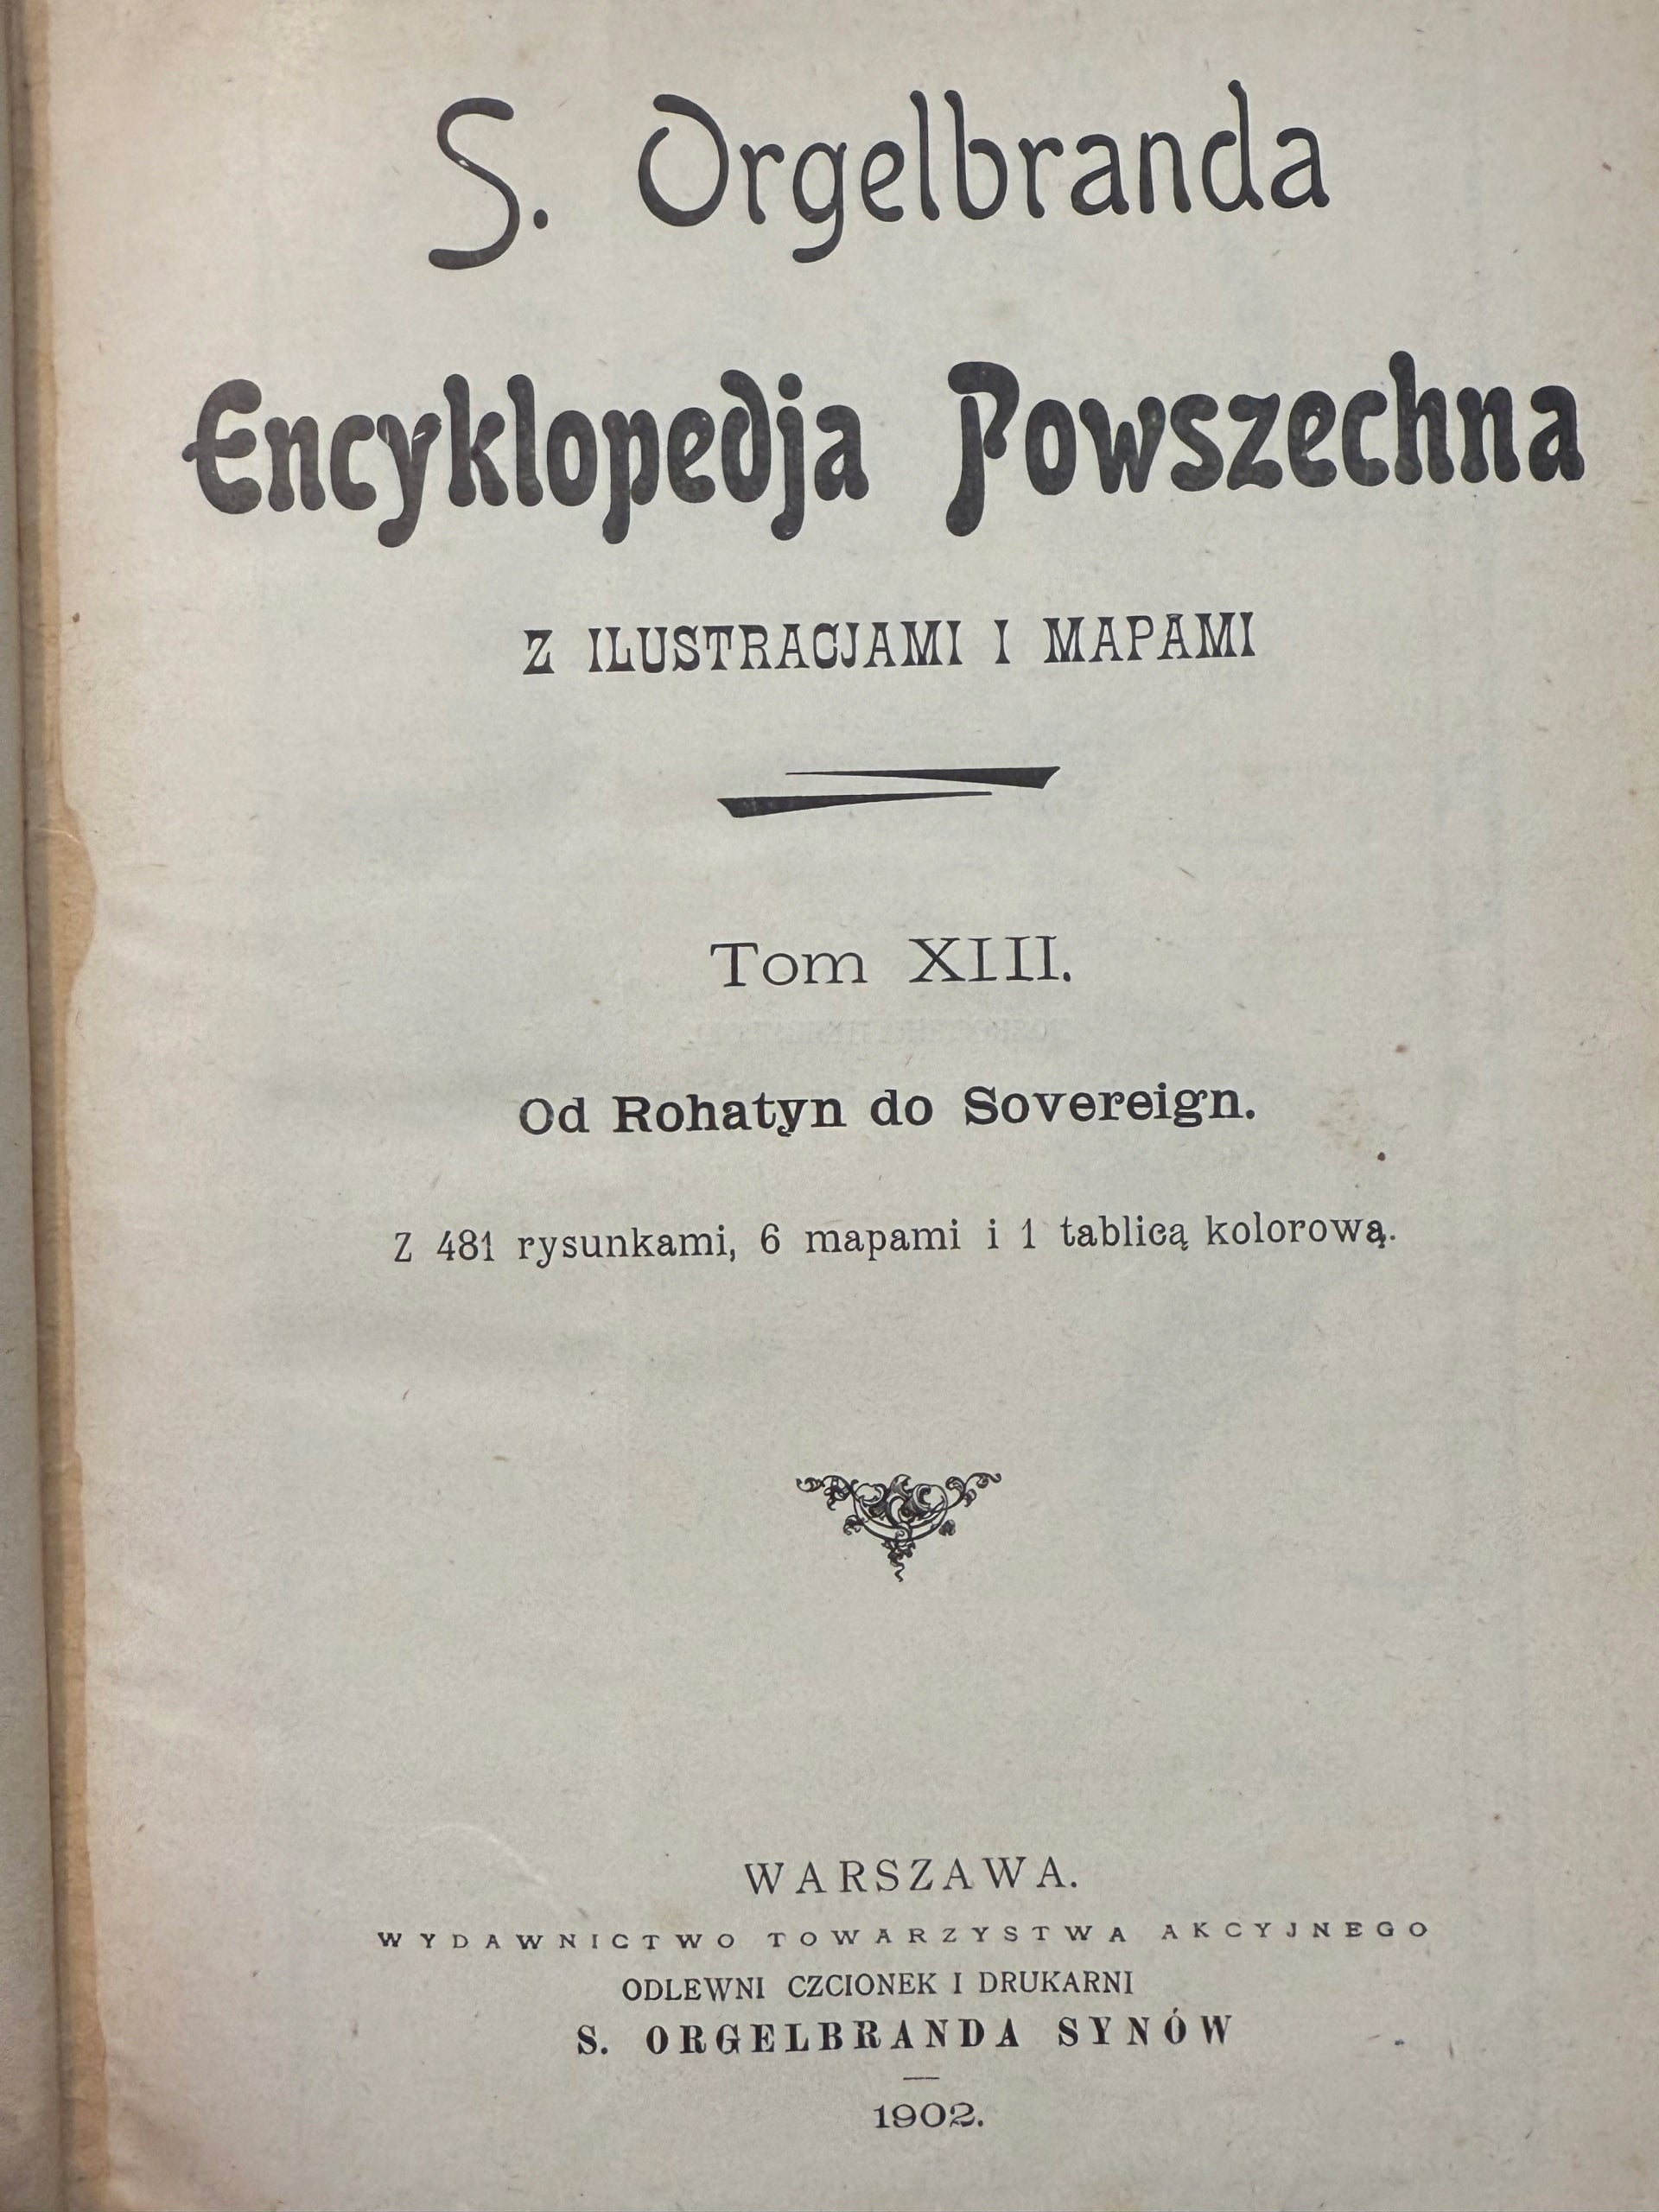 S. Orgelbranda
Encyklopedja Powszechna
Z ILUSTRACJAMI I MAPAMI
Tom XIII.
Od Rohatyn do Sovereign.
Z 481 rysunkami, 6 mapami i 1 tablicą kolorową.
WARSZAWA.
WYDAWNICTWO TOWARZYSTWA AKCYJNEGO
ODLEWNI CZCIONEK I DRUKARNI
S. ORGELBRANDA SYNÓW
1902.